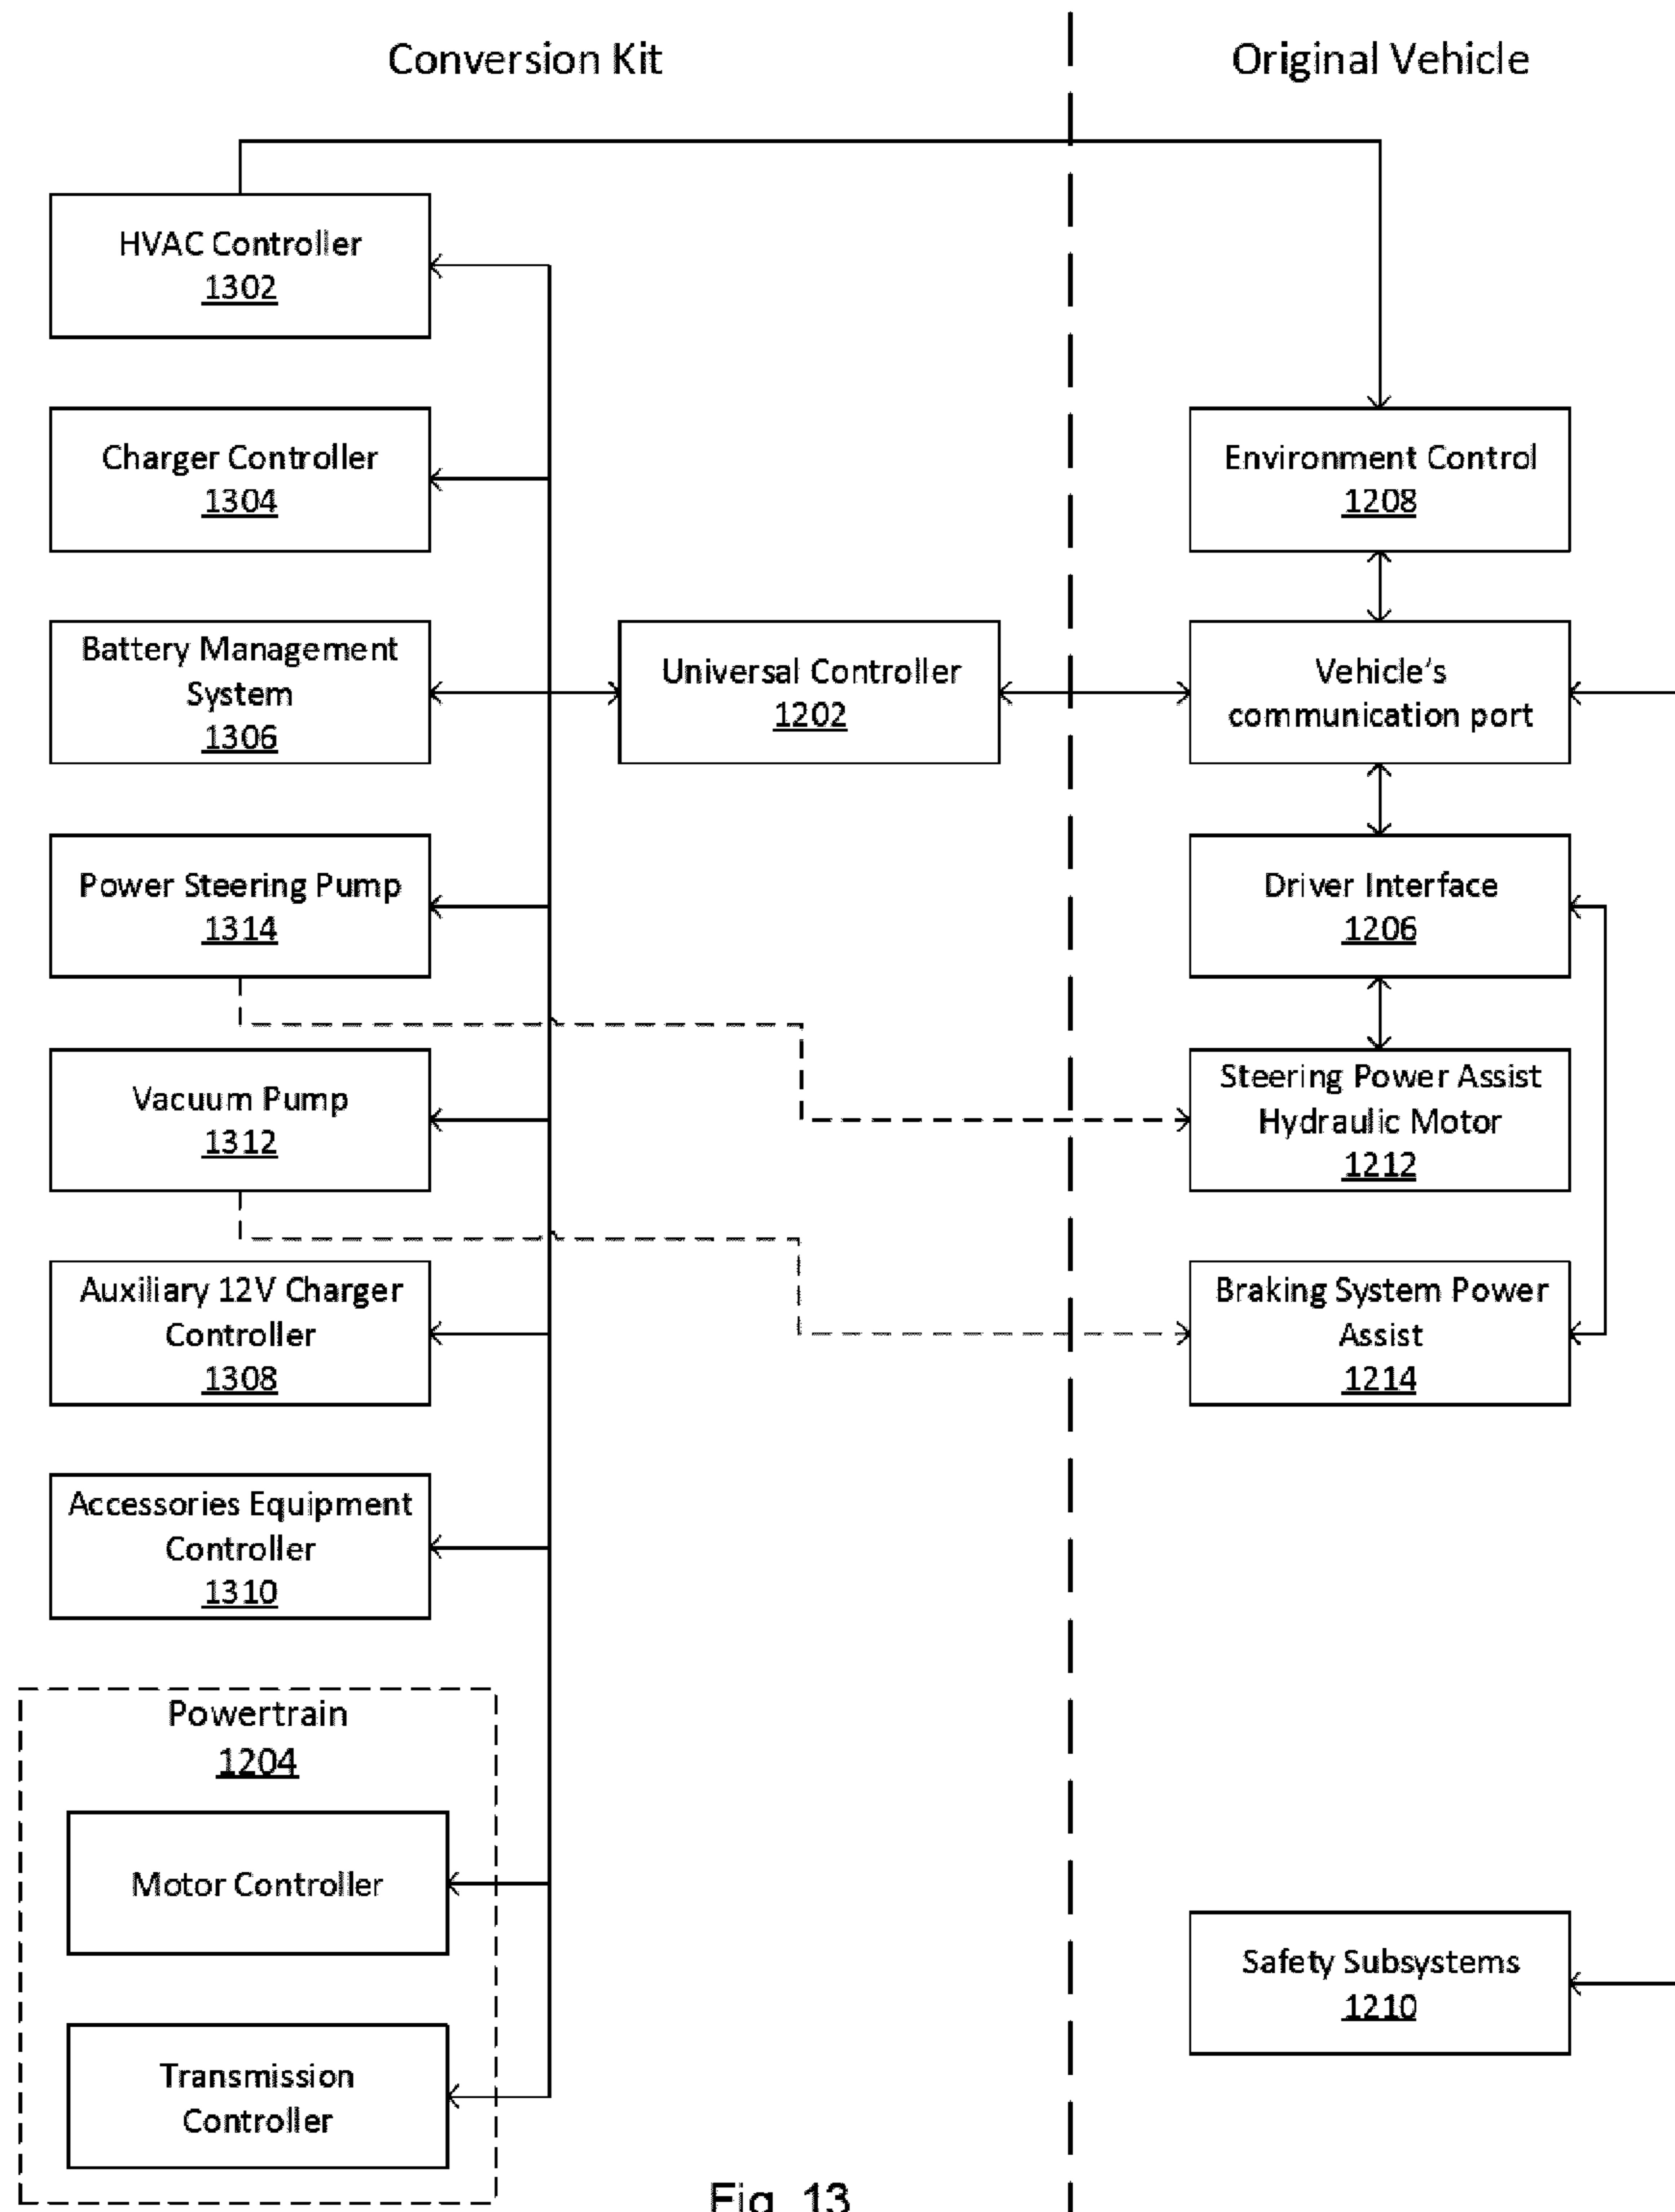 Conversion Kit
Original Vehicle
HVAC Controller
1302
Charger Controller
1304
Environment Control
1208
Battery Management
System
1306
Universal Controller
1202
Vehicle's
communication port
Power Steering Pump
1314
Driver Interface
1206
Vacuum Pump
1312
Steering Power Assist
Hydraulic Motor
1212
Auxiliary 12V Charger
Controller
1308
Braking System Power
Assist
1214
Accessories Equipment
Controller
1310
Powertrain
1204
Motor Controller
Safety Subsystems
1210
Transmission
Controller
Fig. 13